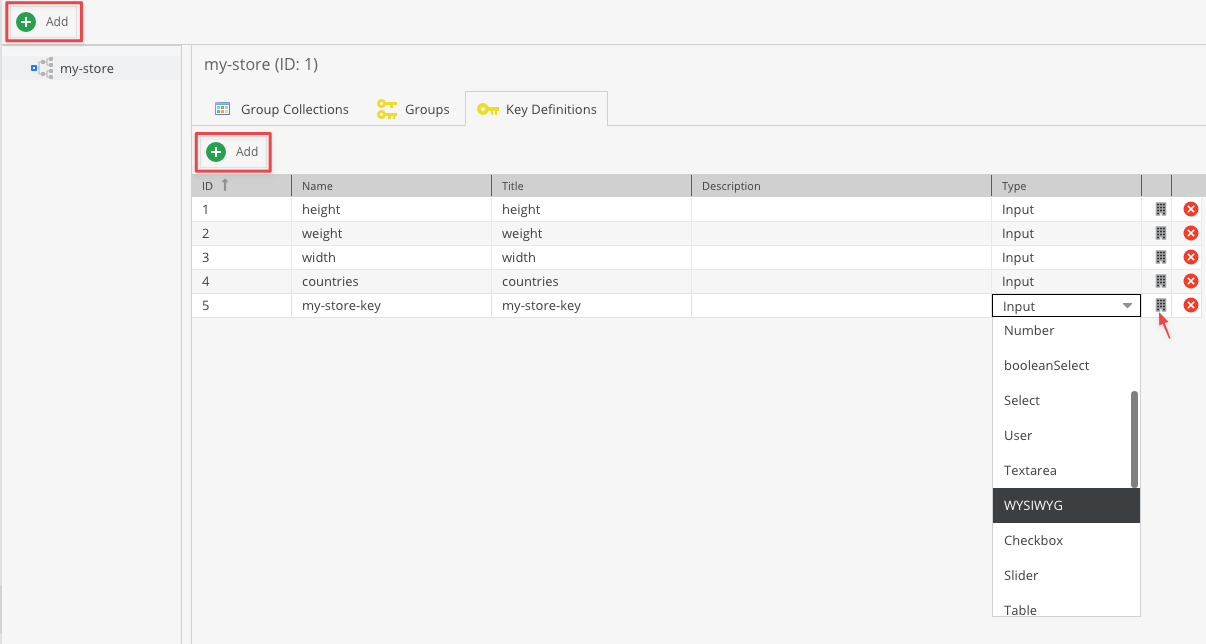 Add
my-store
my-store (ID: 1)
Group Collections Groups Key Definitions
Add
ID Name Title Description Type
1 height height Input
2 weight weight Input
3 width width Input
4 countries countries Input
5 my-store-key my-store-key Input
Number
booleanSelect
Select
User
Textarea
WYSIWYG
Checkbox
Slider
Table